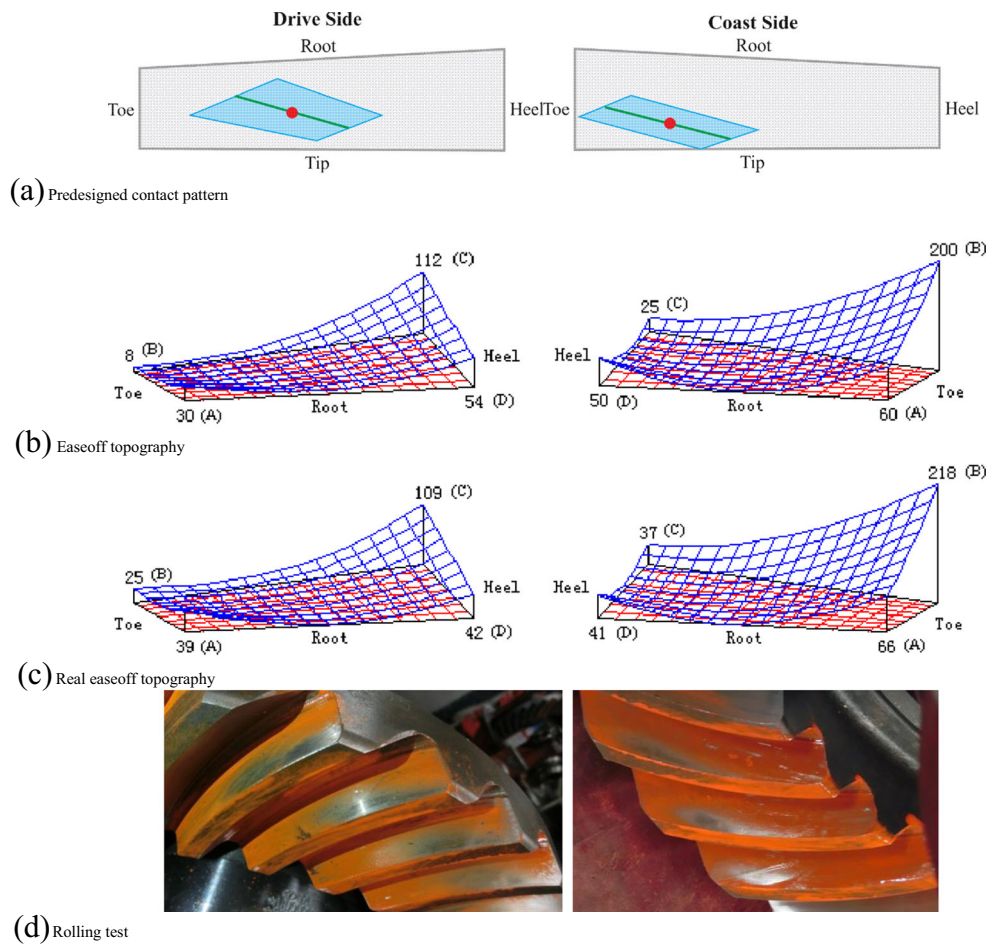 Drive Side
Coast Side
Root
Root
Toe
HeelToe
Heel
Tip
Tip
(a) Predesigned contact pattern
112 (C)
200 (B)
25 (C)
8 (B)
Heel
Heel
Toe
Toe
30 (A)
Root
54 (D)
50 (D)
Root
60 (A)
(b) Easeoff topography
109 (C)
218 (B)
37 (C)
25 (B)
Heel
Heel
Toe
Toe
39 (A)
Root
42 (D)
41 (D)
Root
66 (A)
(c) Real easeoff topography
(d) Rolling test